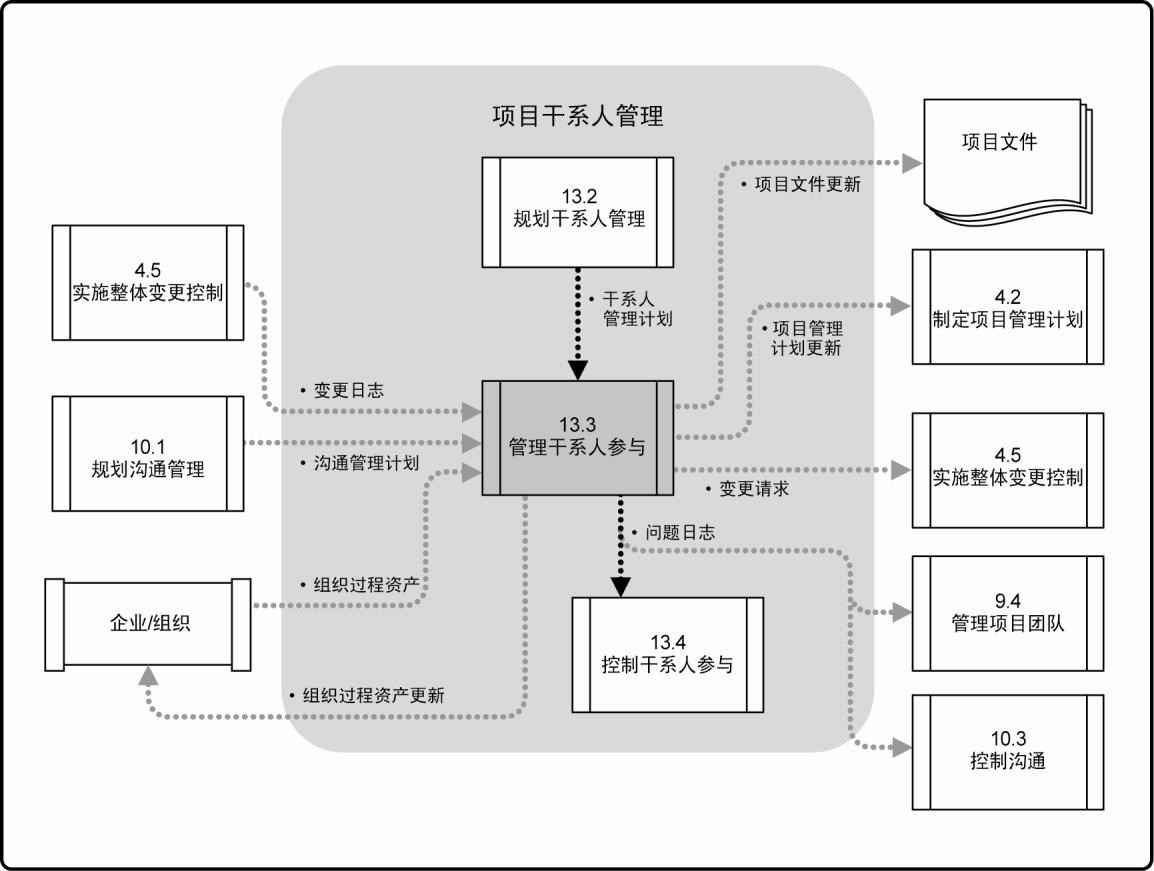 项目干系人管理
13.2
规划干系人管理
• 干系人
管理计划
4.5
实施整体变更控制
• 变更日志
10.1
规划沟通管理
• 沟通管理计划
企业/组织
• 组织过程资产
• 组织过程资产更新
13.3
管理干系人参与
• 问题日志
13.4
控制干系人参与
• 项目文件更新
项目文件
• 项目管理
计划更新
4.2
制定项目管理计划
• 变更请求
4.5
实施整体变更控制
9.4
管理项目团队
10.3
控制沟通